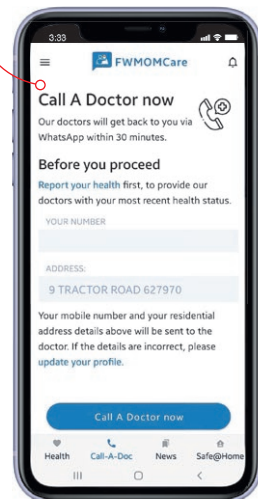 3:33
FWMOMCare
Call A Doctor now
Our doctors will get back to you via
WhatsApp within 30 minutes.
Before you proceed
Report your health first, to provide our
doctors with your most recent health status.
YOUR NUMBER
ADDRESS:
9 TRACTOR ROAD 627970
Your mobile number and your residential
address details above will be sent to the
doctor. If the details are incorrect, please
update your profile.
Call A Doctor now
Health Call-A-Doc News Safe@Home